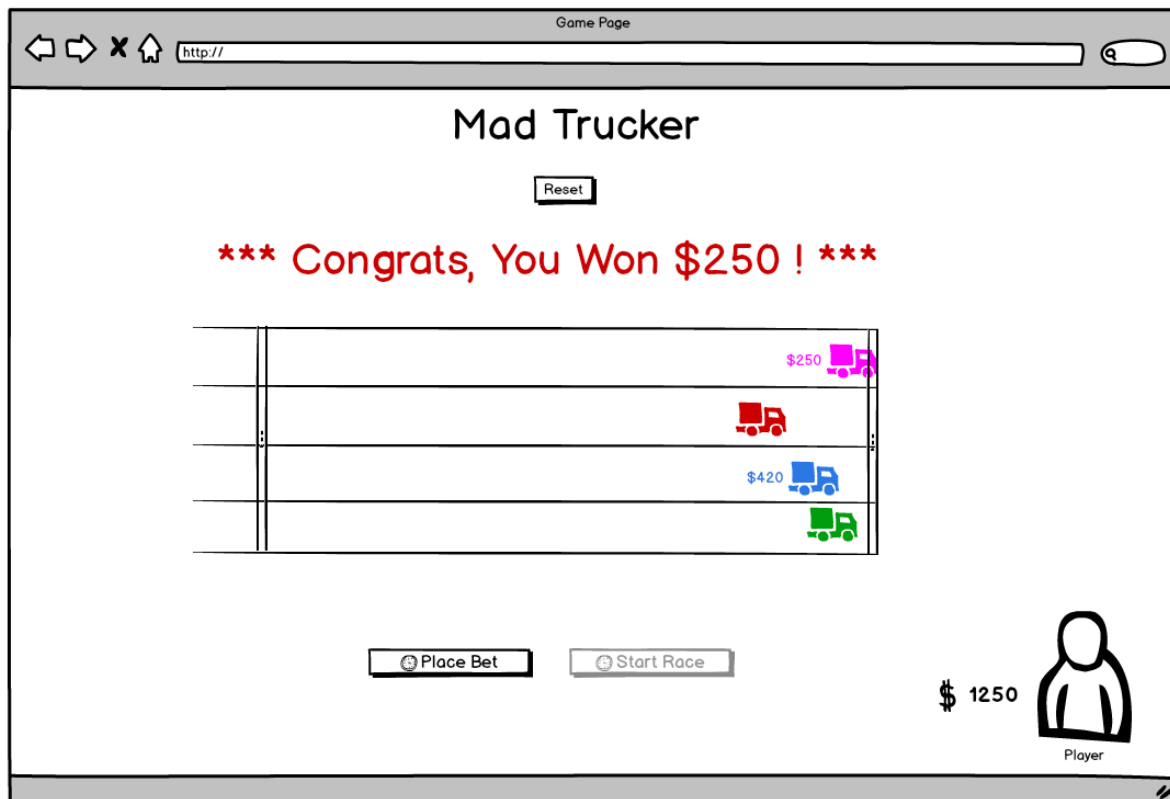 Game Page
http://
Mad Trucker
Reset
*** Congrats, You Won $250 ! ***
$250
$420
Place Bet
Start Race
$ 1250
Player